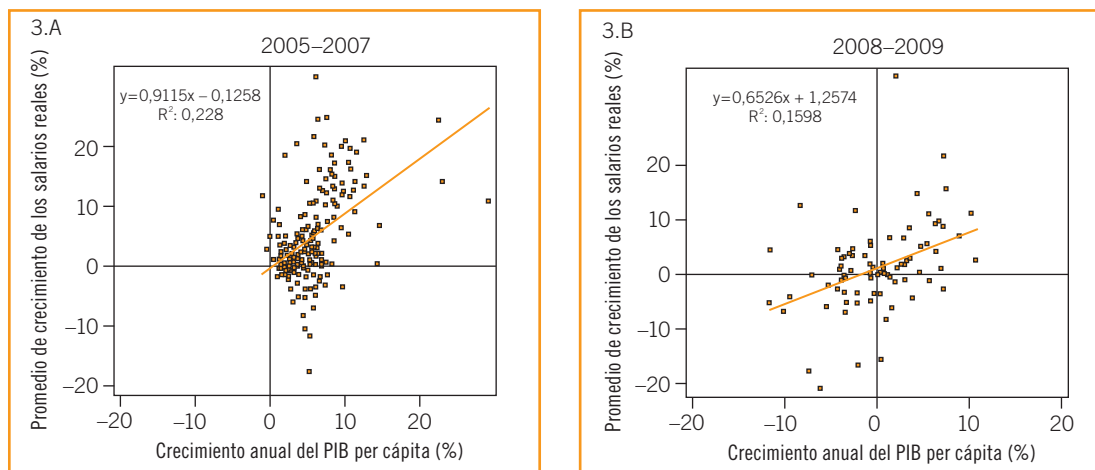 3.A
2005–2007
Promedio de crecimiento de los salarios reales (%)
y=0,9115x – 0,1258
R²: 0,228
20
10
0
–10
–20
–20
–10
0
10
20
Crecimiento anual del PIB per cápita (%)
3.B
2008–2009
Promedio de crecimiento de los salarios reales (%)
y=0,6526x + 1,2574
R²: 0,1598
20
10
0
–10
–20
–20
–10
0
10
20
Crecimiento anual del PIB per cápita (%)